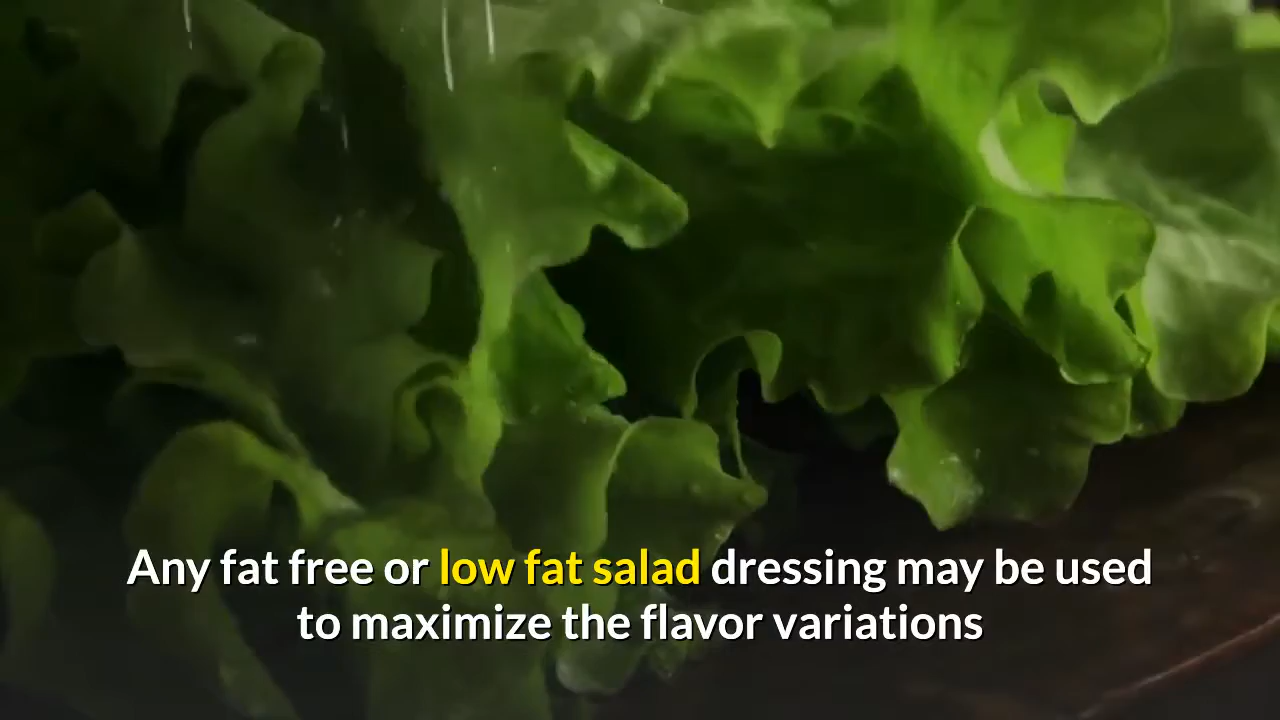 Any fat free or low fat salad dressing may be used
to maximize the flavor variations